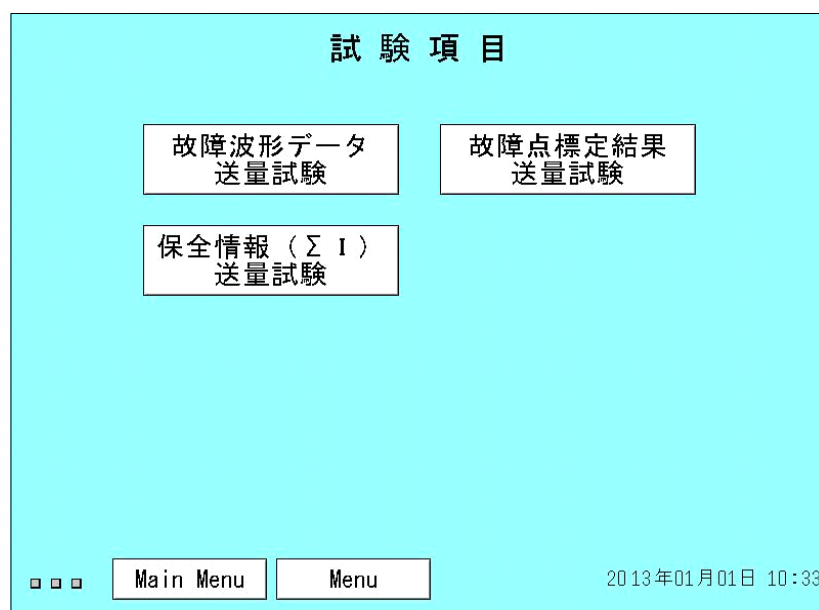 試験項目
故障波形データ
送量試験
故障点標定結果
送量試験
保全情報（ΣI）
送量試験
Main Menu
Menu
2013年01月01日 10:33